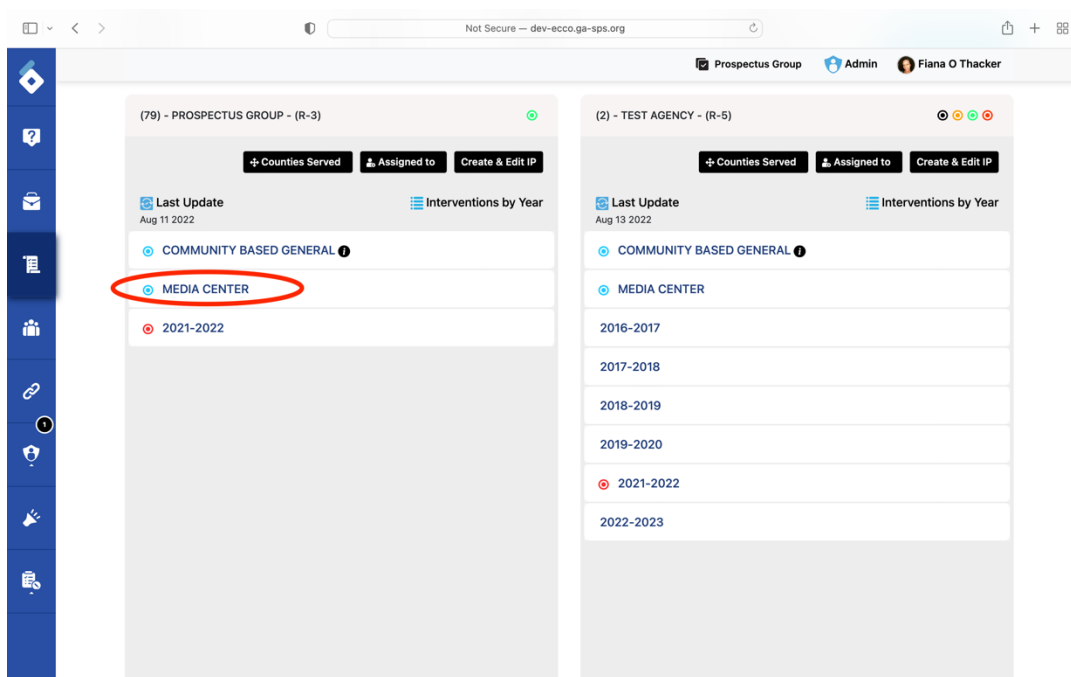 Not Secure — dev-ecco.ga-sps.org
Prospectus Group
Admin
Fiana O Thacker
(79) - PROSPECTUS GROUP - (R-3)
Counties Served
Assigned to
Create & Edit IP
Last Update
Interventions by Year
Aug 11 2022
COMMUNITY BASED GENERAL
MEDIA CENTER
2021-2022
(2) - TEST AGENCY - (R-5)
Counties Served
Assigned to
Create & Edit IP
Last Update
Interventions by Year
Aug 13 2022
COMMUNITY BASED GENERAL
MEDIA CENTER
2016-2017
2017-2018
2018-2019
2019-2020
2021-2022
2022-2023
1